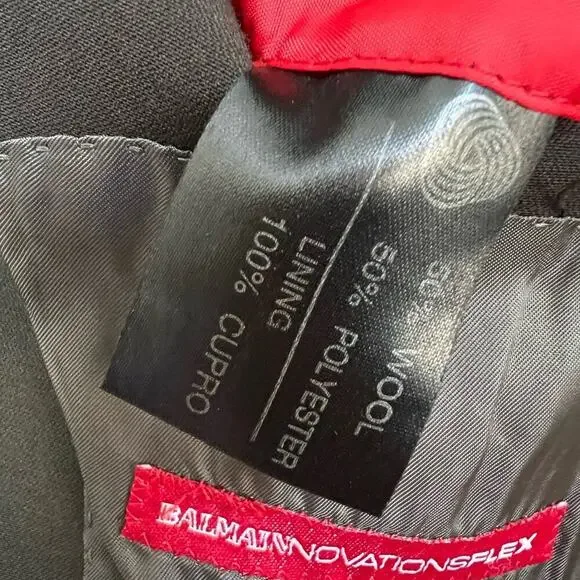 50% WOOL
50% POLYESTER
LINING
100% CUPRO
BALMAINNOVATIONSFLEX